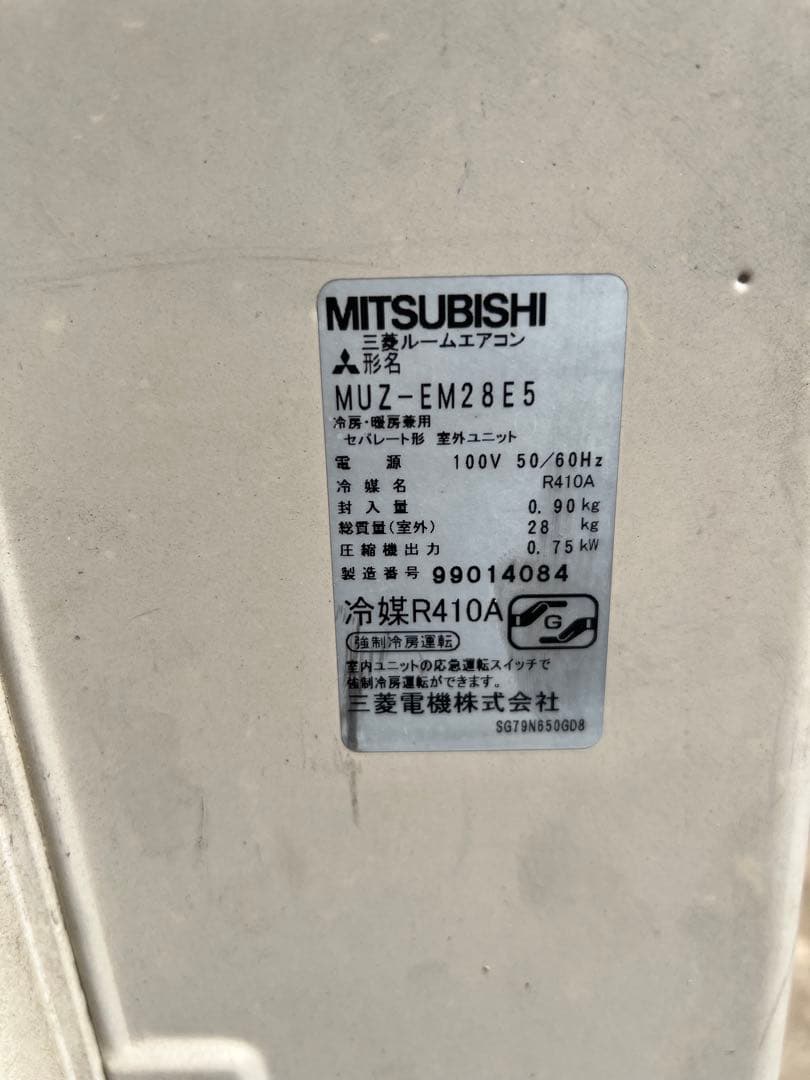 MITSUBISHI
三菱ルームエアコン
形名
MUZ-EM28E5
冷房・暖房兼用
セパレート形 室外ユニット
電源 100V 50/60Hz
冷媒名 R410A
封入量 0.90kg
総質量(室外) 28 kg
圧縮機出力 0.75kW
製造番号 99014084
冷媒R410A
G
強制冷房運転
室内ユニットの応急運転スイッチで
強制冷房運転ができます。
三菱電機株式会社
SG79N650GD8